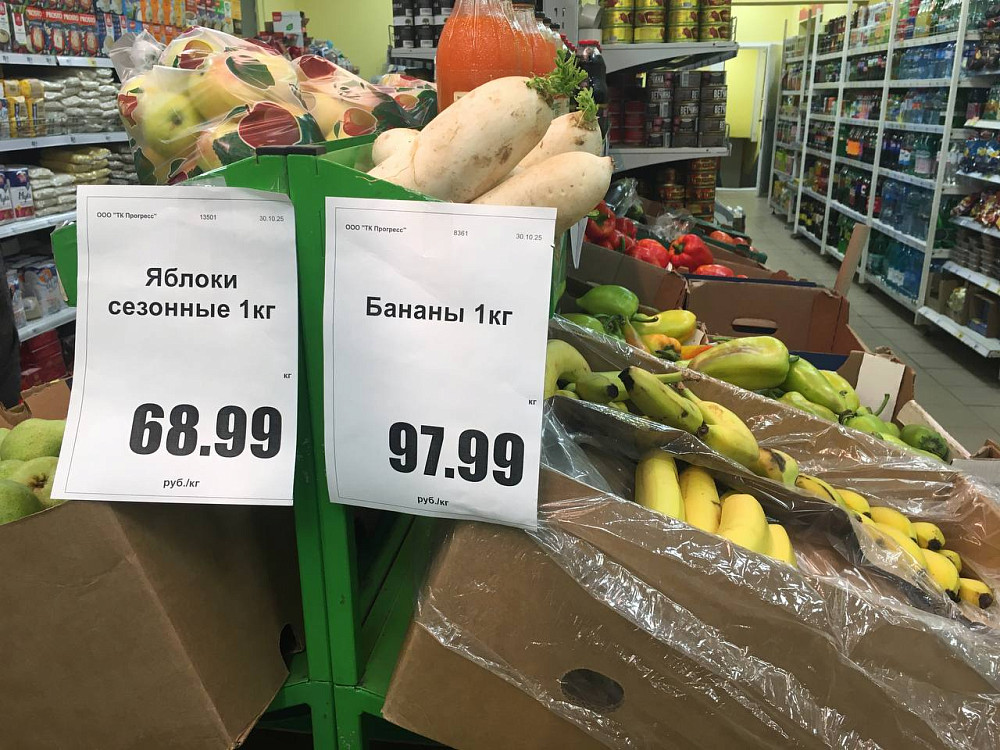 ООО "ТК Прогресс" 13501 30.10.25
Яблоки
сезонные 1кг
кг
68.99
руб./кг
ООО "ТК Прогресс" 8361 30.10.25
Бананы 1кг
кг
97.99
руб./кг